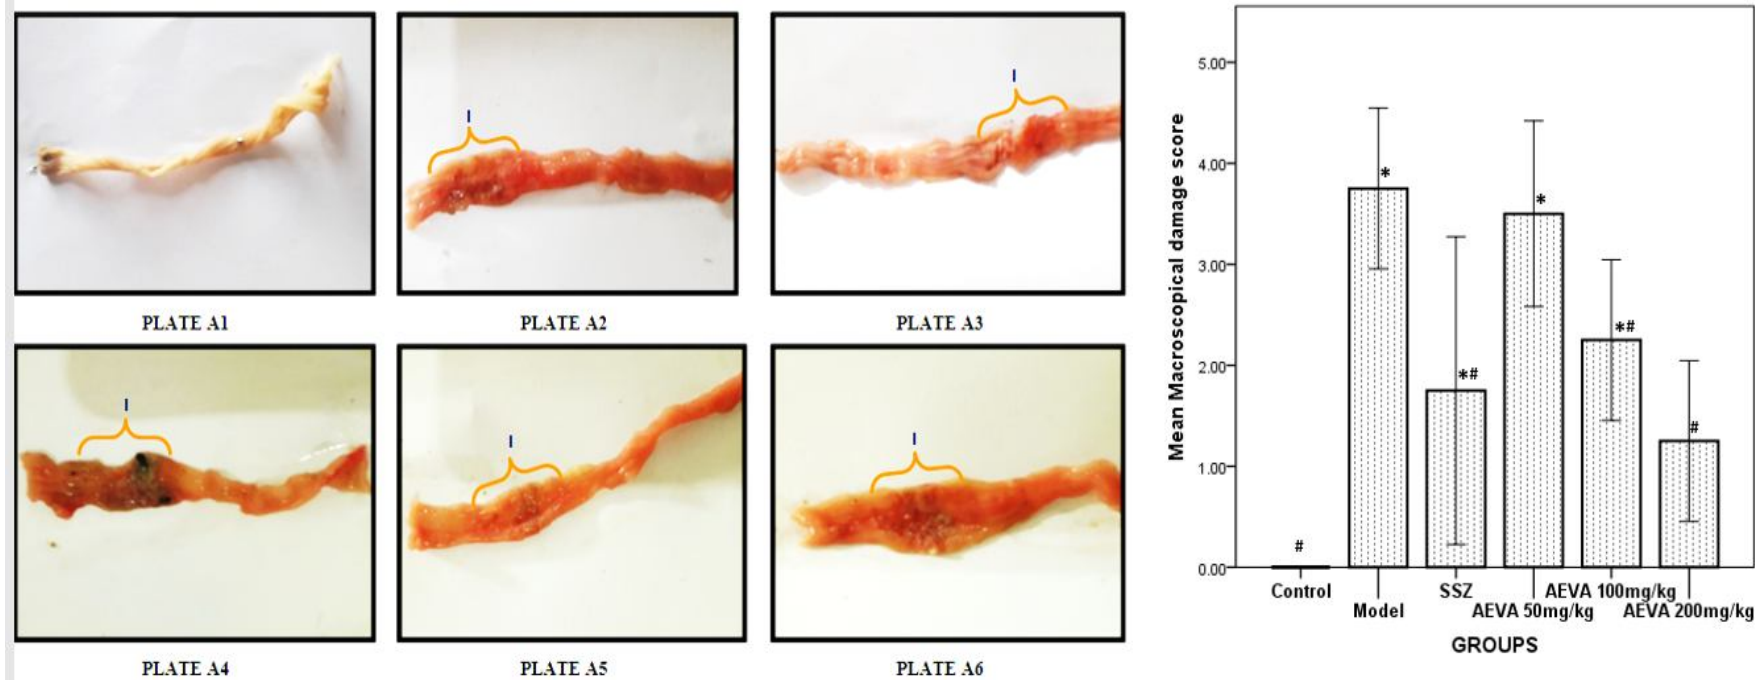 I
I
PLATE A1
PLATE A2
PLATE A3
I
I
I
PLATE A4
PLATE A5
PLATE A6
Mean Macroscopical damage score
5.00
4.00
3.00
2.00
1.00
0.00
#
*
*#
*
*#
#
Control
Model
SSZ
AEVA 50mg/kg
AEVA 100mg/kg
AEVA 200mg/kg
GROUPS